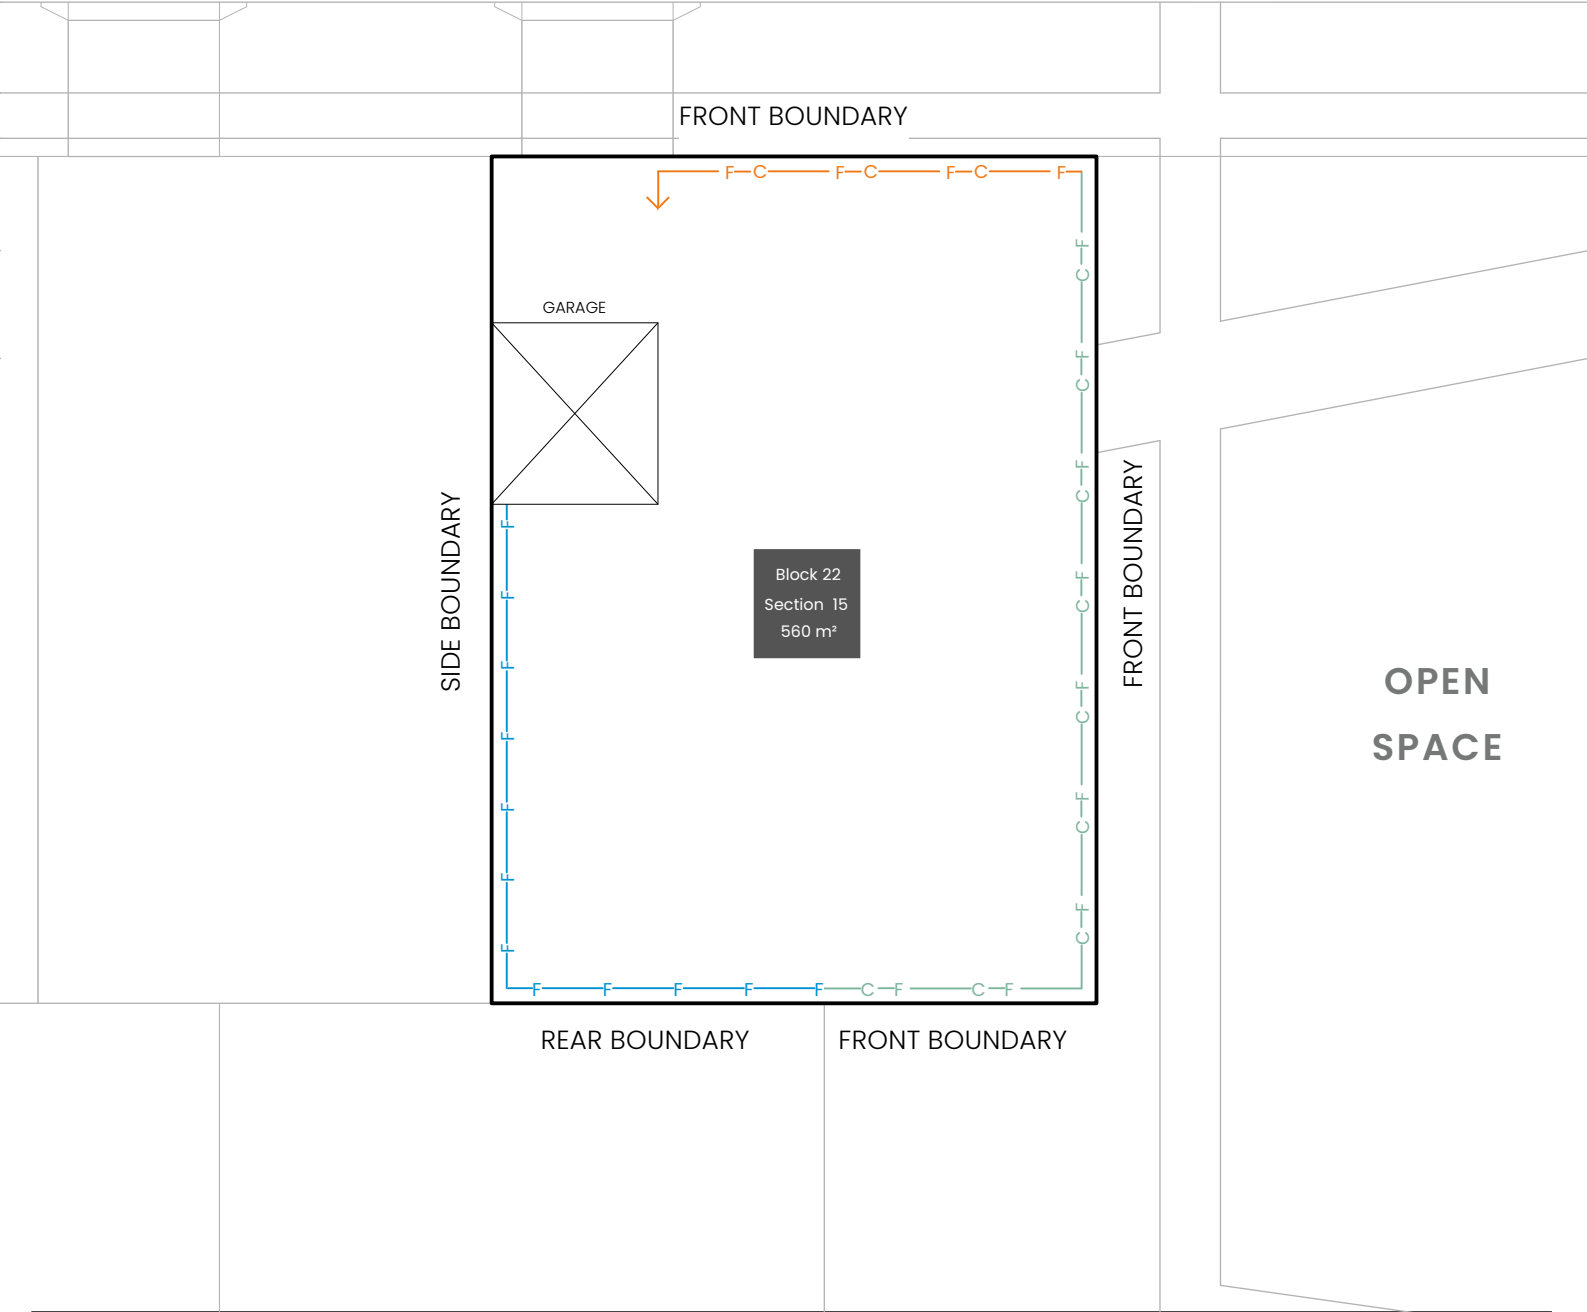 FRONT BOUNDARY
F C F C F C F
F C F C F C F C F C F C F C
GARAGE
F F F F F F F
SIDE BOUNDARY
Block 22
Section 15
560 m²
FRONT BOUNDARY
OPEN
SPACE
F F F F F C F C F
REAR BOUNDARY
FRONT BOUNDARY